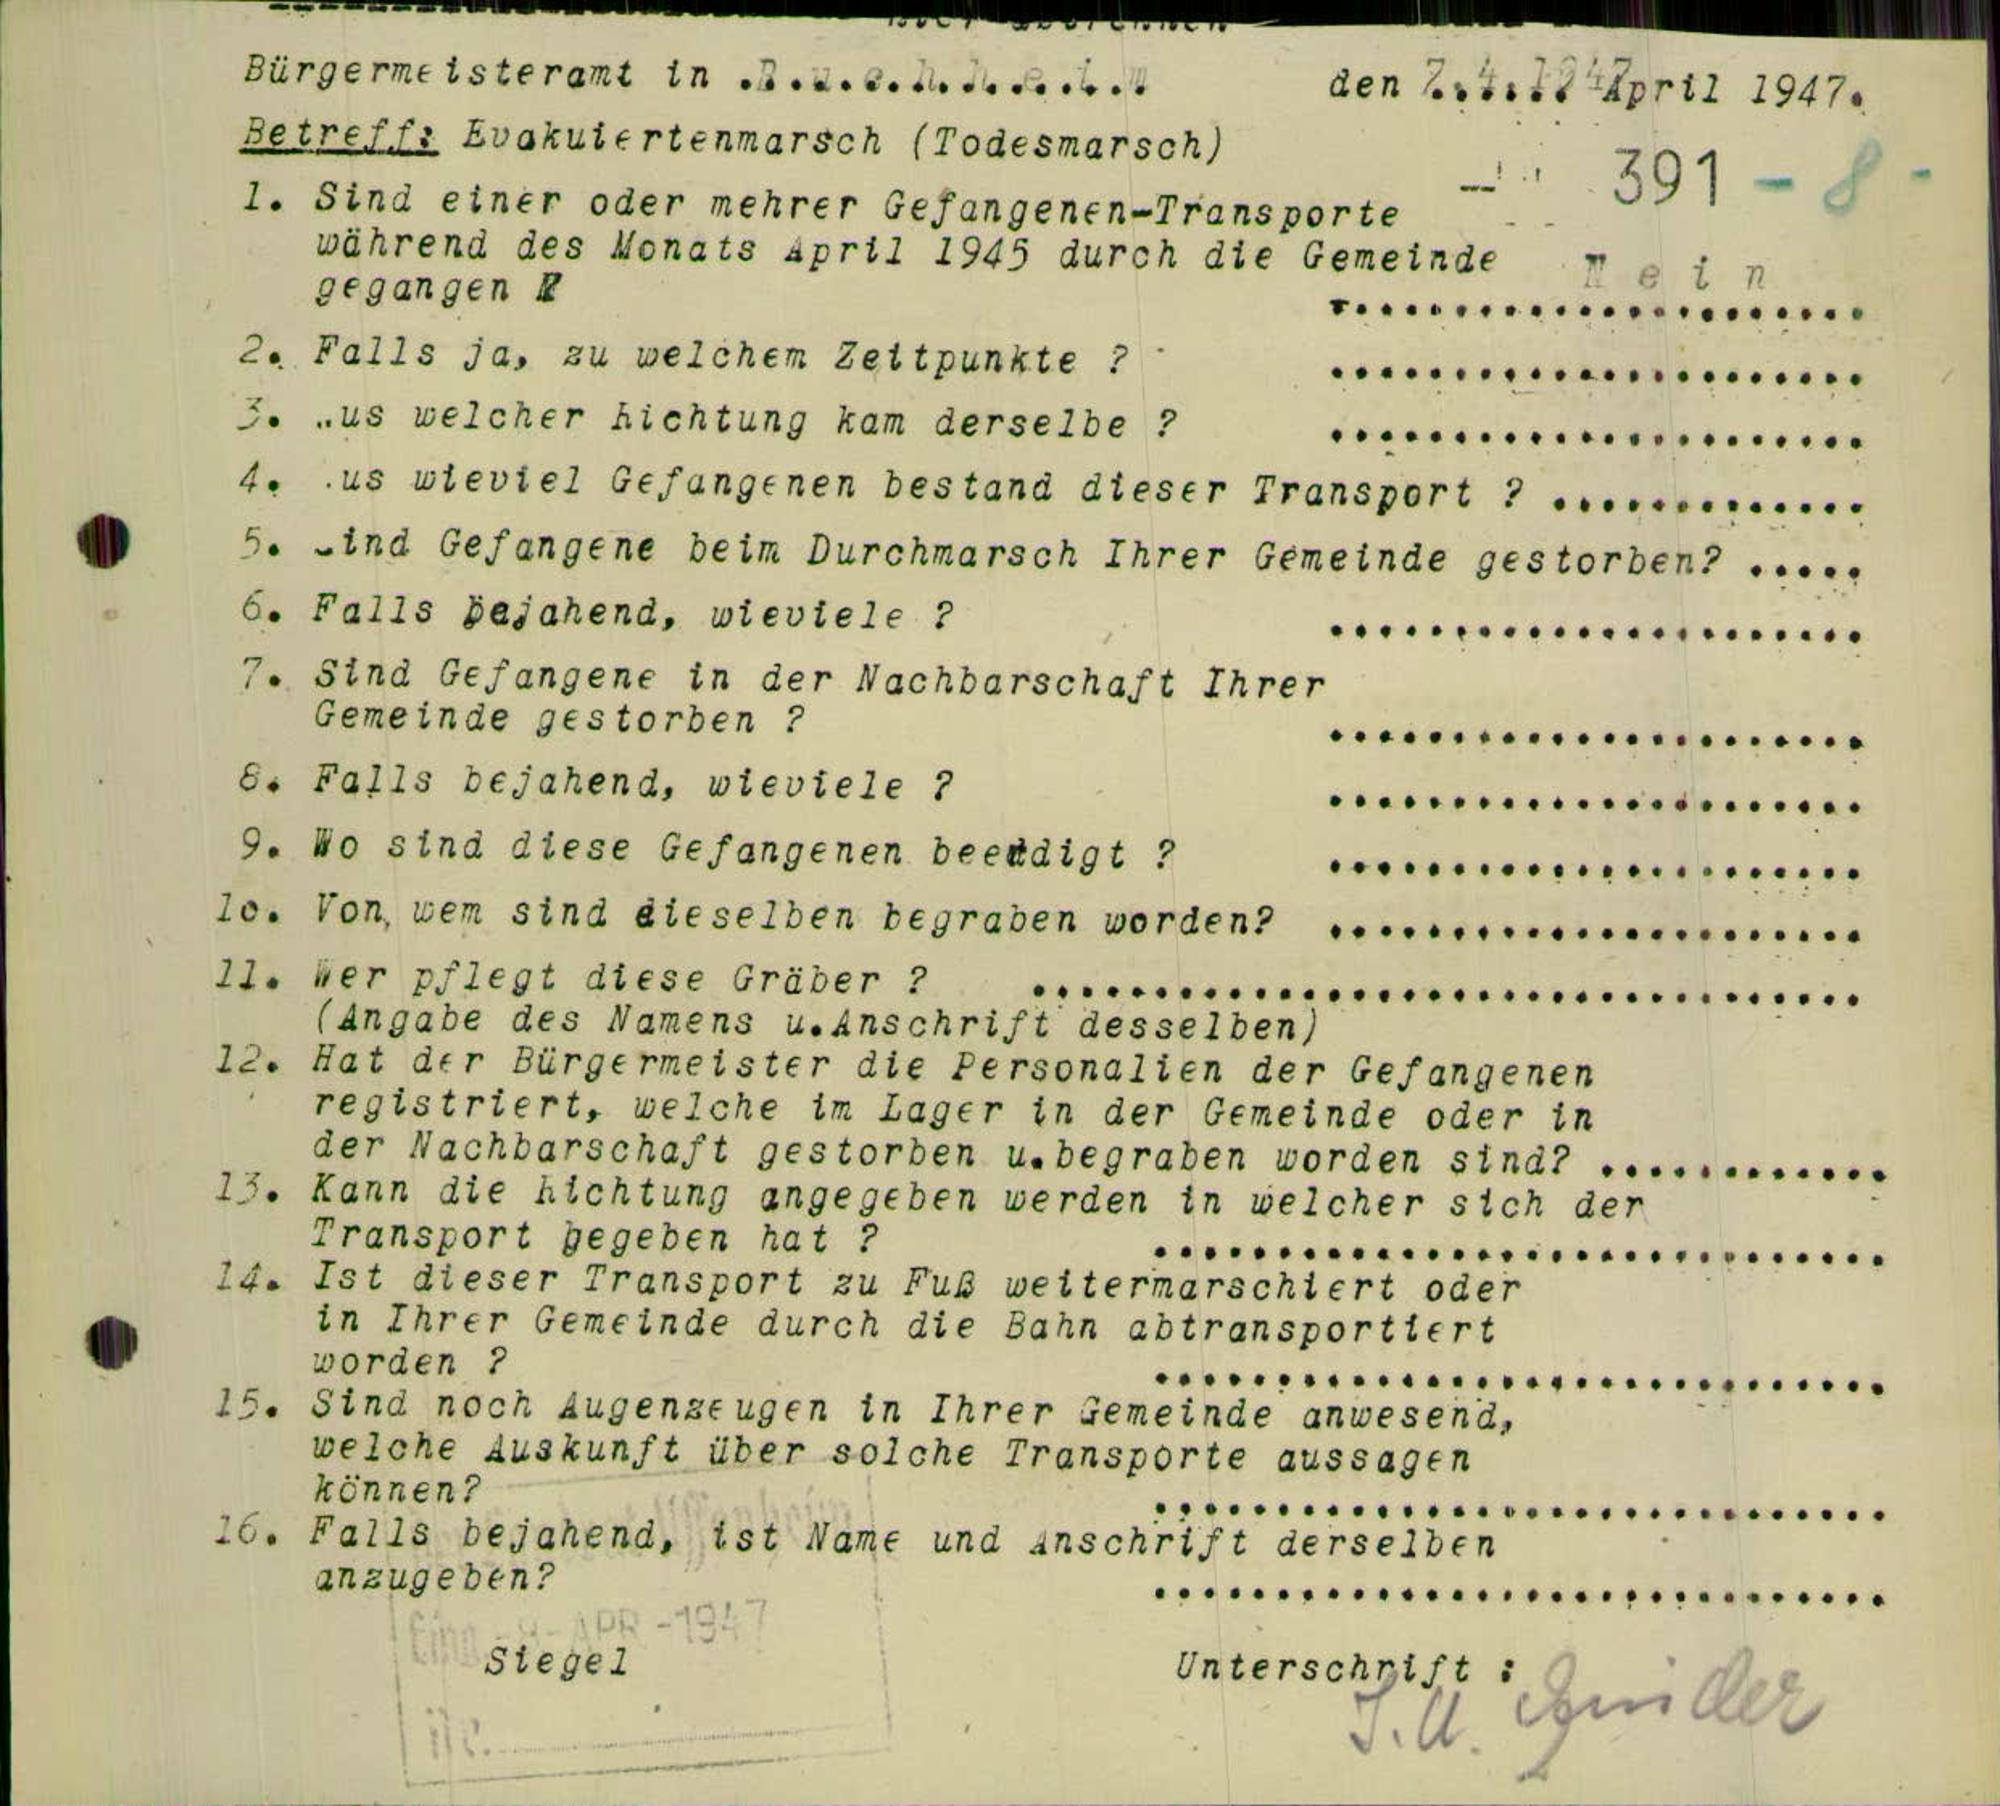 Bürgermeisteramt in .B.u.c.h.h.e.i.m den 7.4.1947 April 1947.
Betreff: Evakuiertenmarsch (Todesmarsch)
391 - 8 -
1. Sind einer oder mehrer Gefangenen-Transporte
während des Monats April 1945 durch die Gemeinde
gegangen ? N e i n
2. Falls ja, zu welchem Zeitpunkte ? ......................
3. ..us welcher Richtung kam derselbe ? ......................
4. .us wieviel Gefangenen bestand dieser Transport ? .............
5. Sind Gefangene beim Durchmarsch Ihrer Gemeinde gestorben? .....
6. Falls bejahend, wieviele ? ......................
7. Sind Gefangene in der Nachbarschaft Ihrer
Gemeinde gestorben ? ......................
8. Falls bejahend, wieviele ? ......................
9. Wo sind diese Gefangenen beerdigt ? ......................
10. Von wem sind dieselben begraben worden? ......................
11. Wer pflegt diese Gräber ? ..................................
(Angabe des Namens u.Anschrift desselben)
12. Hat der Bürgermeister die Personalien der Gefangenen
registriert, welche im Lager in der Gemeinde oder in
der Nachbarschaft gestorben u.begraben worden sind? ............
13. Kann die Richtung angegeben werden in welcher sich der
Transport begeben hat ? ..............................
14. Ist dieser Transport zu Fuß weitermarschiert oder
in Ihrer Gemeinde durch die Bahn abtransportiert
worden ? ..............................
15. Sind noch Augenzeugen in Ihrer Gemeinde anwesend,
welche Auskunft über solche Transporte aussagen
können? ..............................
16. Falls bejahend, ist Name und Anschrift derselben
anzugeben? ..............................
Eing. -8-APR-1947
Siegel Unterschrift :
Nr.